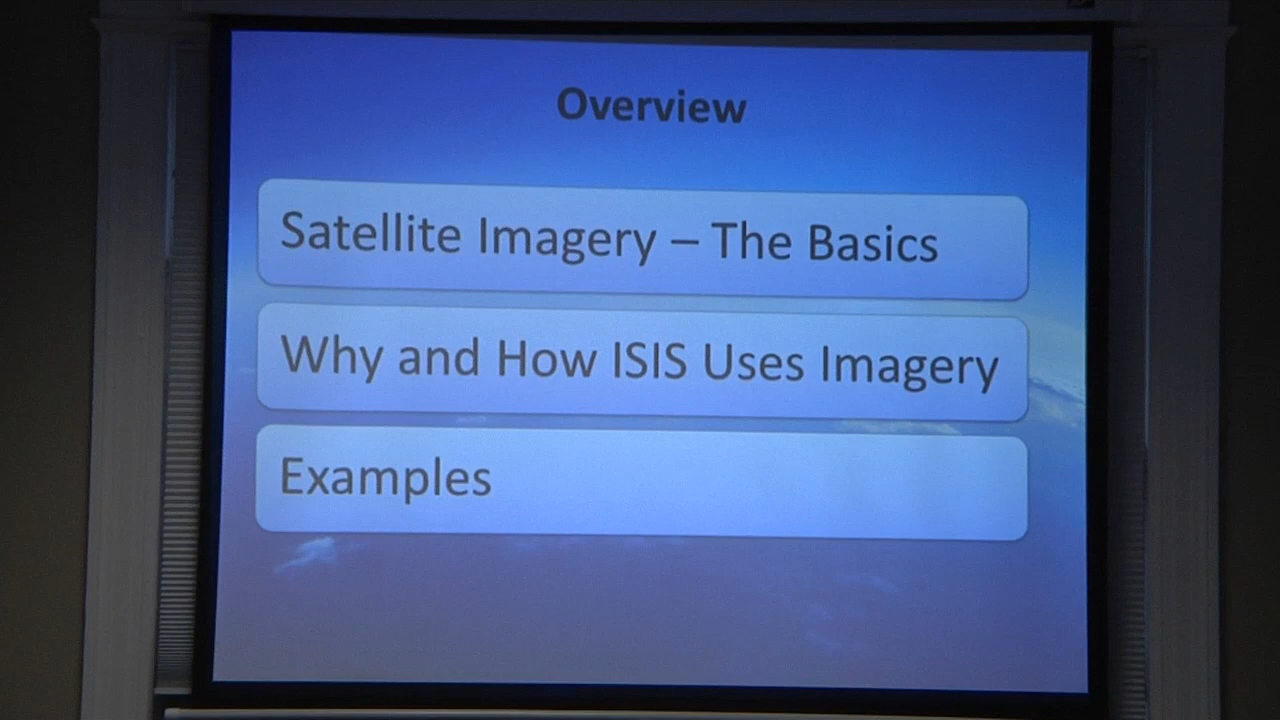 Overview
Satellite Imagery – The Basics
Why and How ISIS Uses Imagery
Examples